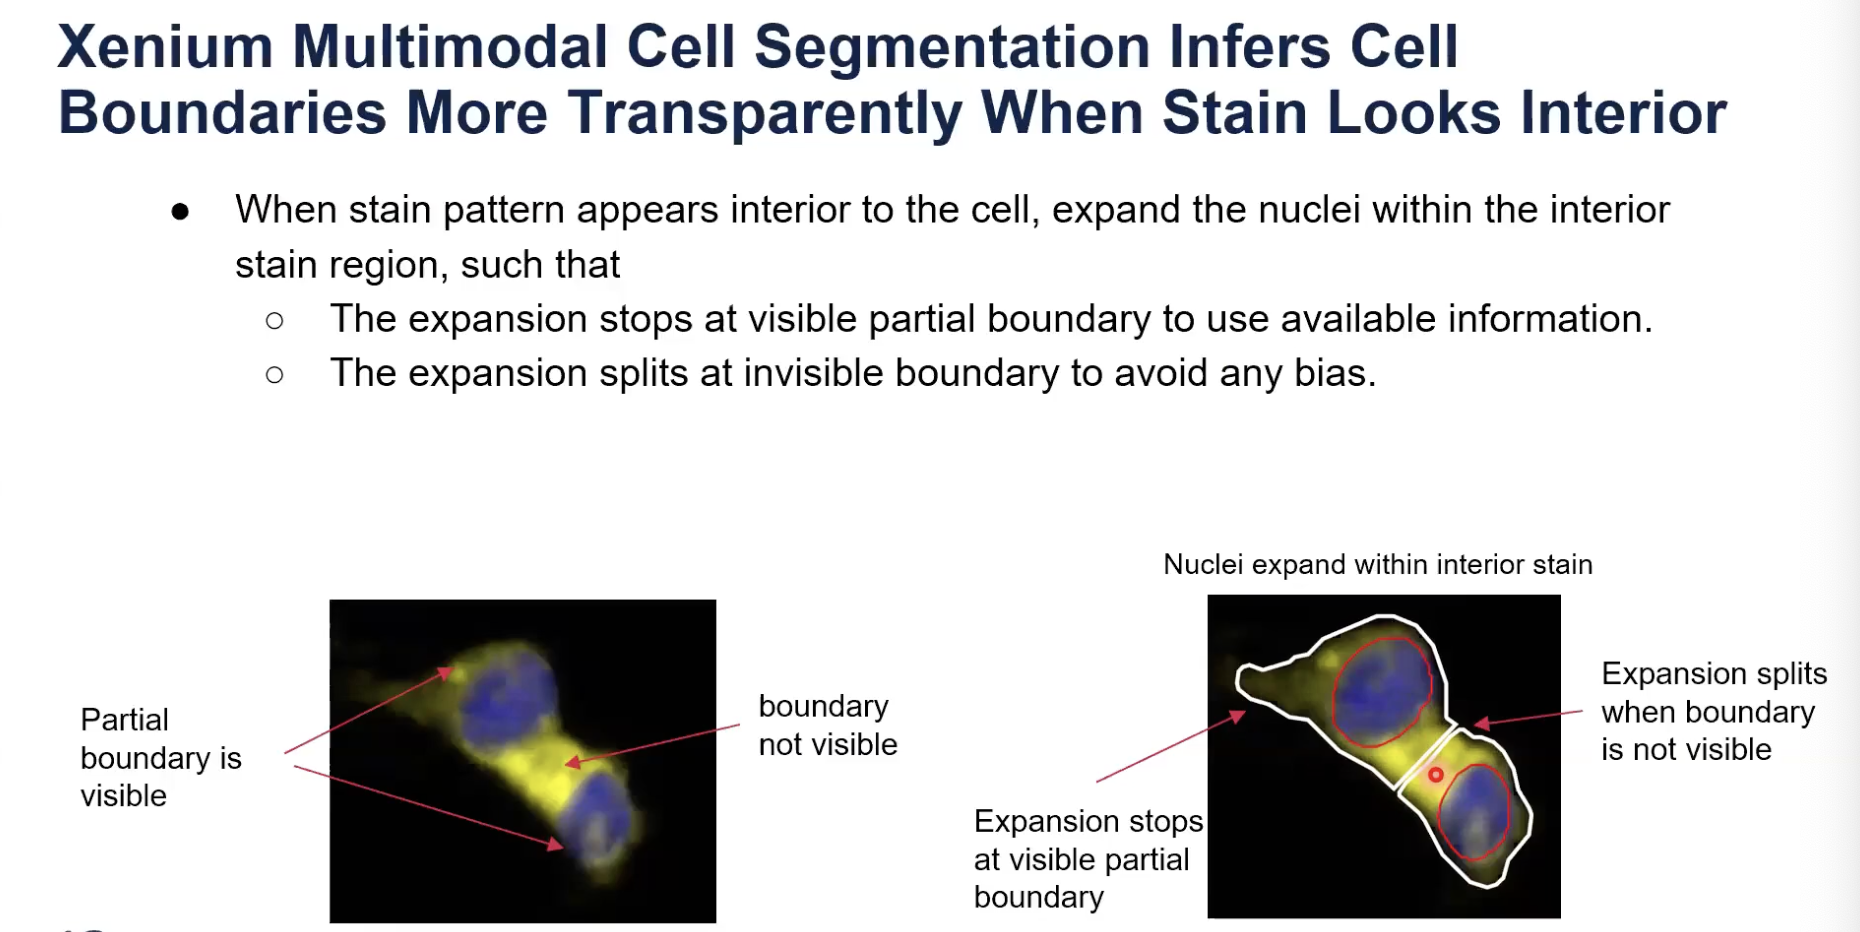 Xenium Multimodal Cell Segmentation Infers Cell
Boundaries More Transparently When Stain Looks Interior
● When stain pattern appears interior to the cell, expand the nuclei within the interior
stain region, such that
○ The expansion stops at visible partial boundary to use available information.
○ The expansion splits at invisible boundary to avoid any bias.
Partial
boundary is
visible
boundary
not visible
Nuclei expand within interior stain
Expansion stops
at visible partial
boundary
Expansion splits
when boundary
is not visible